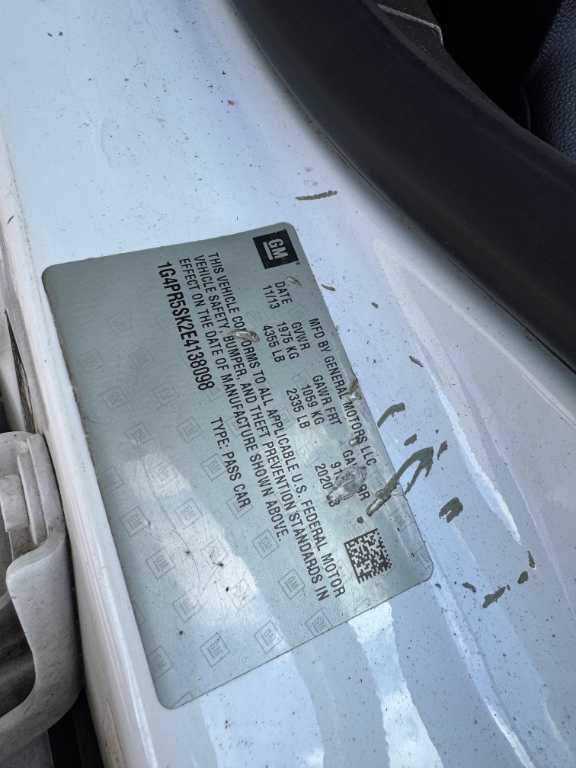 GM
MFD BY GENERAL MOTORS LLC
DATE GVWR GAWR FRT
11/13 1975 KG 1059 KG
4355 LB 2335 LB
THIS VEHICLE CONFORMS TO ALL APPLICABLE U.S. FEDERAL MOTOR
VEHICLE SAFETY, BUMPER, AND THEFT PREVENTION STANDARDS IN
EFFECT ON THE DATE OF MANUFACTURE SHOWN ABOVE.
1G4PR5SK2E4138098 TYPE: PASS CAR